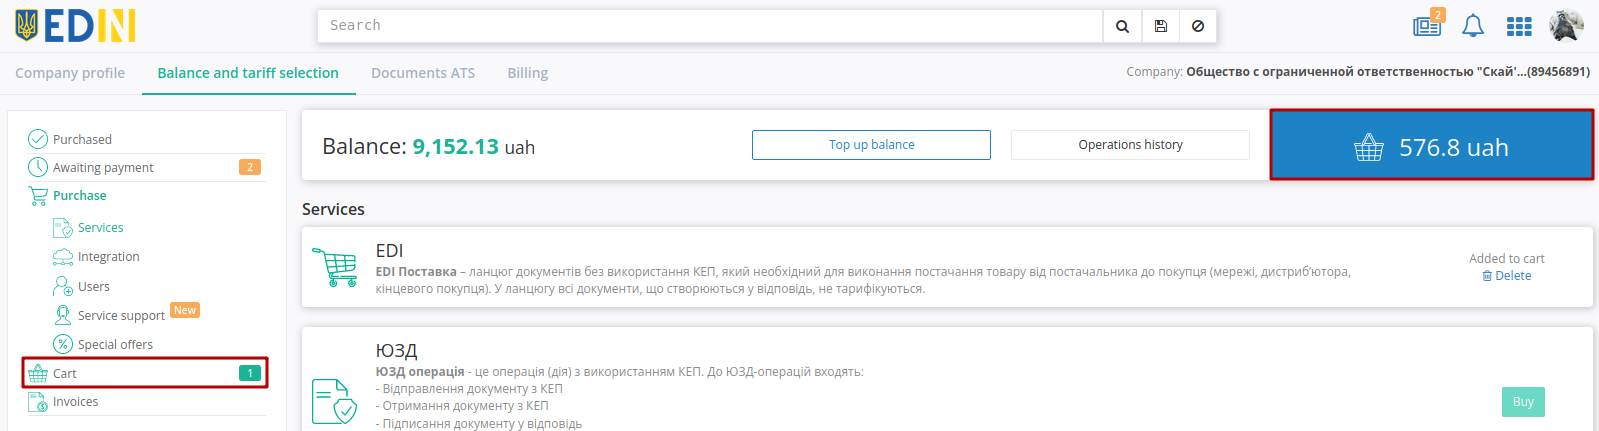 EDIN
Search
2
Company profile
Balance and tariff selection
Documents ATS
Billing
Company: Общество с ограниченной ответственностью "Скай'...(89456891)
Purchased
Awaiting payment 2
Purchase
Services
Integration
Users
Service support New
Special offers
Cart 1
Invoices
Balance: 9,152.13 uah
Top up balance
Operations history
576.8 uah
Services
EDI
EDI Поставка – ланцюг документів без використання КЕП, який необхідний для виконання постачання товару від постачальника до покупця (мережі, дистриб'ютора,
кінцевого покупця). У ланцюгу всі документи, що створюються у відповідь, не тарифікуються.
Added to cart
Delete
ЮЗД
ЮЗД операція - це операція (дія) з використанням КЕП. До ЮЗД-операцій входять:
- Відправлення документу з КЕП
- Отримання документу з КЕП
- Підписання документу у відповідь
Buy